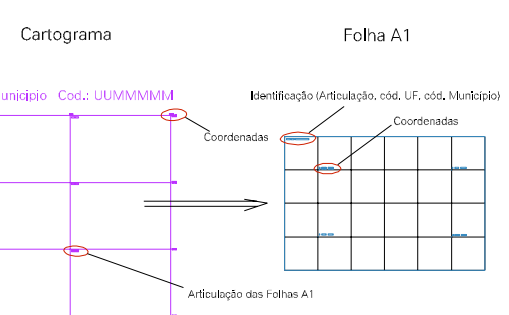 Cartograma
Folha A1
unicipio Cod.: UUMMMMM
Identificação (Articulação, cód. UF, cód. Município)
Coordenadas
Coordenadas
Articulação das Folhas A1